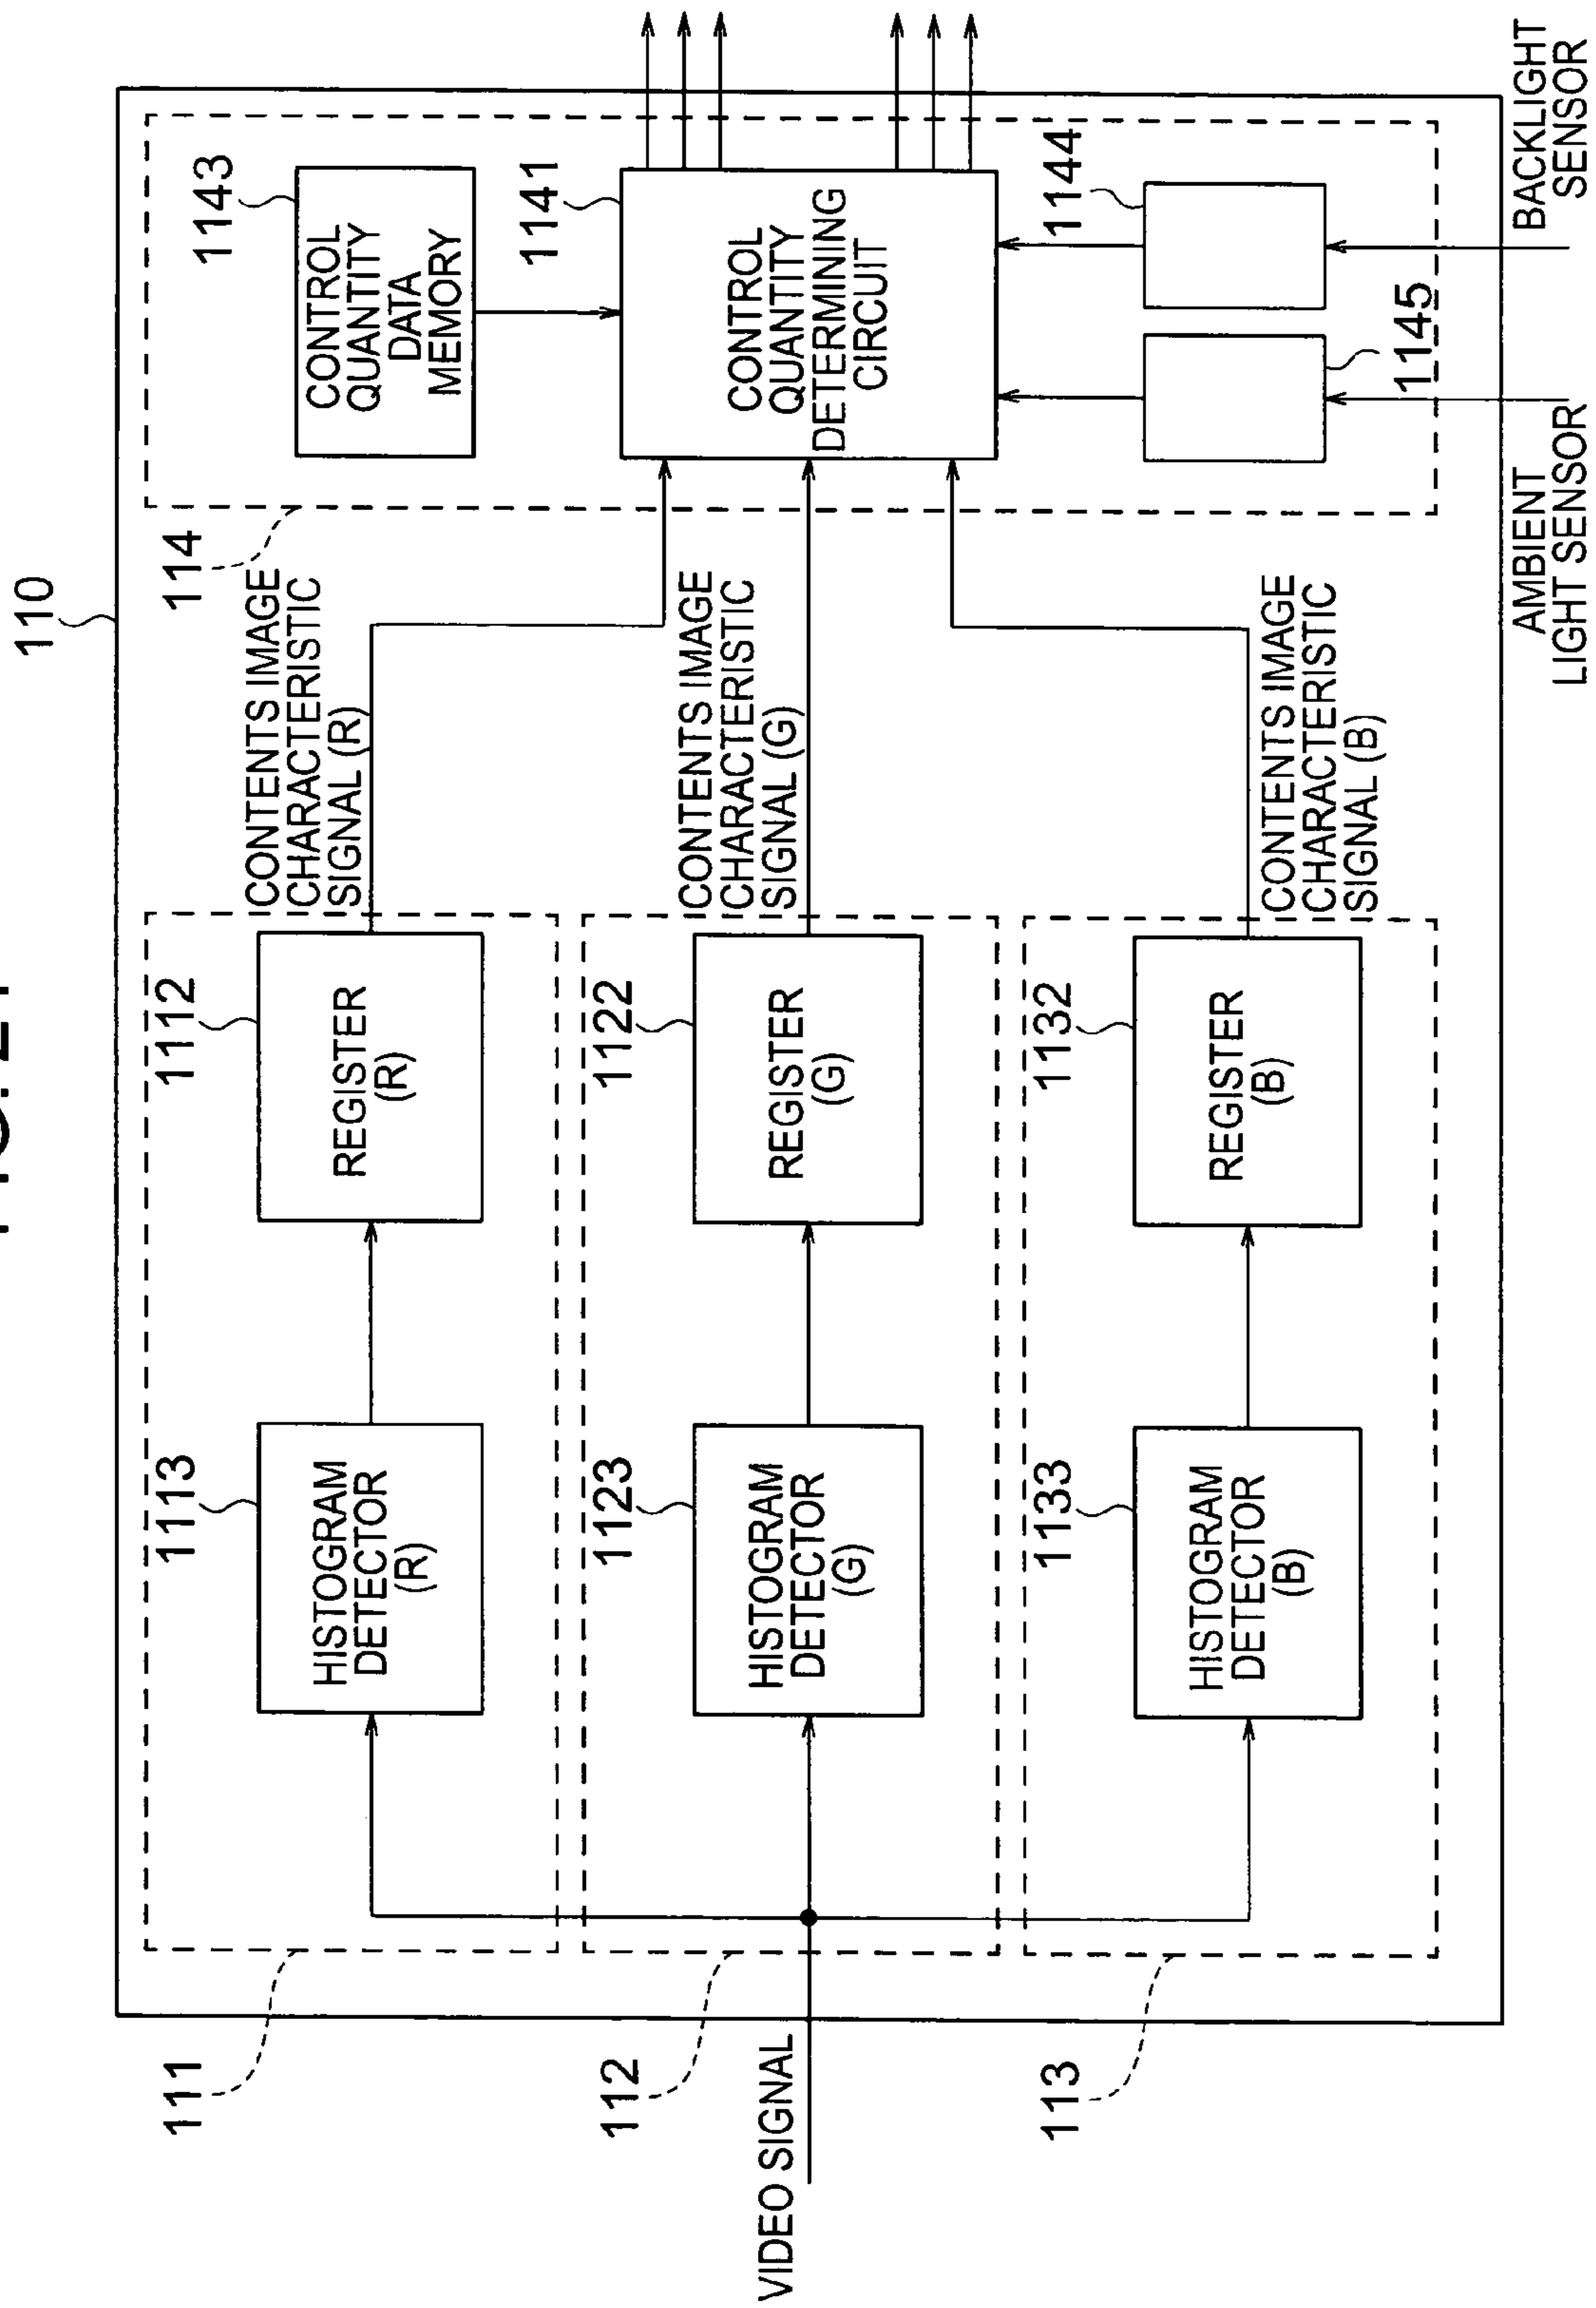 110
111
1113
HISTOGRAM
DETECTOR
(R)
1112
REGISTER
(R)
CONTENTS IMAGE
CHARACTERISTIC
SIGNAL (R)
114
1143
CONTROL
QUANTITY
DATA
MEMORY
VIDEO SIGNAL
112
1123
HISTOGRAM
DETECTOR
(G)
1122
REGISTER
(G)
CONTENTS IMAGE
CHARACTERISTIC
SIGNAL (G)
1141
CONTROL
QUANTITY
DETERMINING
CIRCUIT
113
1133
HISTOGRAM
DETECTOR
(B)
1132
REGISTER
(B)
CONTENTS IMAGE
CHARACTERISTIC
SIGNAL (B)
1144
1145
AMBIENT
LIGHT SENSOR
BACKLIGHT
SENSOR